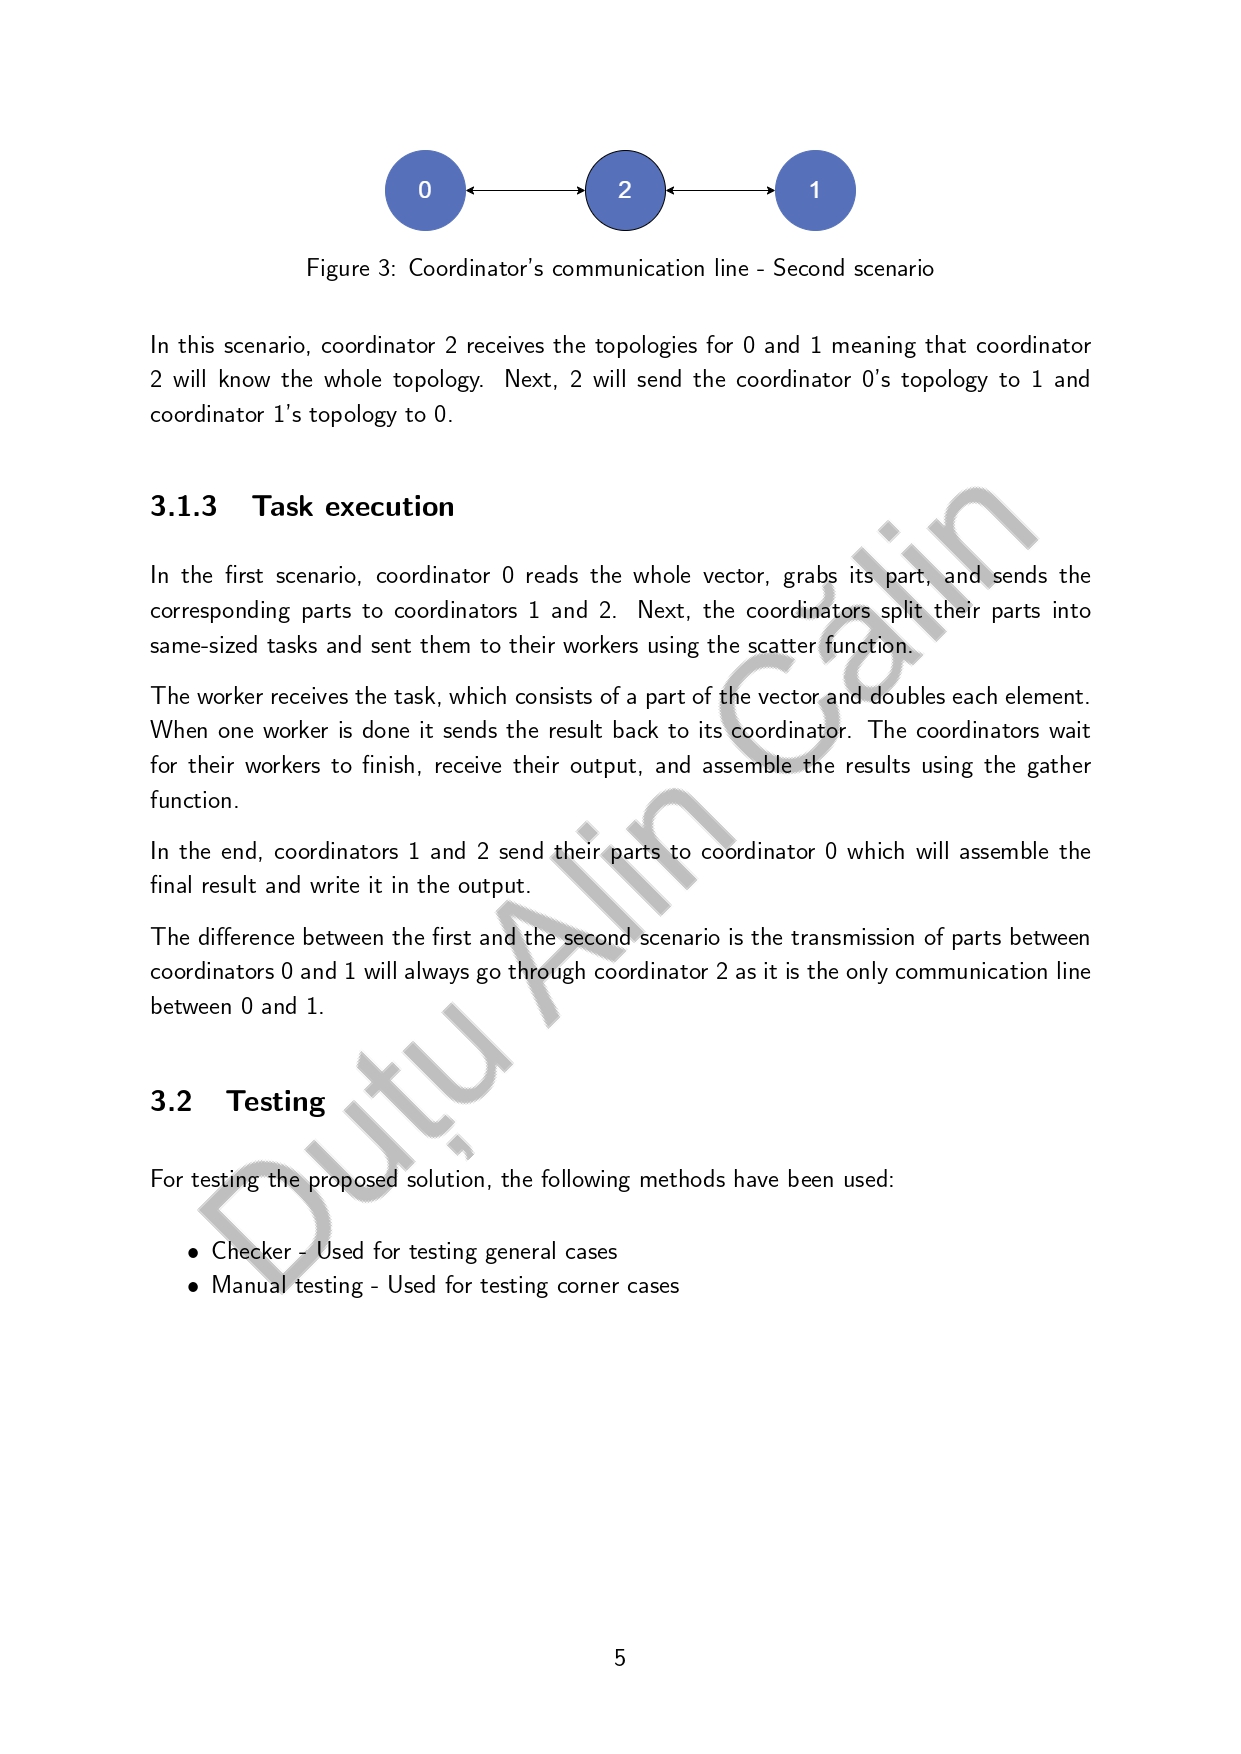 0 2 1
Figure 3: Coordinator's communication line - Second scenario
In this scenario, coordinator 2 receives the topologies for 0 and 1 meaning that coordinator
2 will know the whole topology. Next, 2 will send the coordinator 0's topology to 1 and
coordinator 1's topology to 0.
3.1.3 Task execution
In the first scenario, coordinator 0 reads the whole vector, grabs its part, and sends the
corresponding parts to coordinators 1 and 2. Next, the coordinators split their parts into
same-sized tasks and sent them to their workers using the scatter function.
The worker receives the task, which consists of a part of the vector and doubles each element.
When one worker is done it sends the result back to its coordinator. The coordinators wait
for their workers to finish, receive their output, and assemble the results using the gather
function.
In the end, coordinators 1 and 2 send their parts to coordinator 0 which will assemble the
final result and write it in the output.
The difference between the first and the second scenario is the transmission of parts between
coordinators 0 and 1 will always go through coordinator 2 as it is the only communication line
between 0 and 1.
3.2 Testing
For testing the proposed solution, the following methods have been used:
• Checker - Used for testing general cases
• Manual testing - Used for testing corner cases
5
Duțu Alin Călin